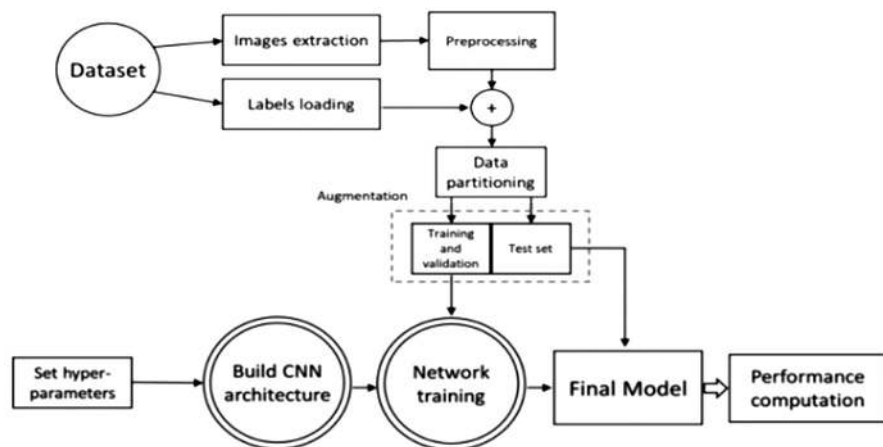 Images extraction
Preprocessing
Dataset
Labels loading
+
Data
partitioning
Augmentation
Training
and
validation
Test set
Set hyper-
parameters
Build CNN
architecture
Network
training
Final Model
Performance
computation